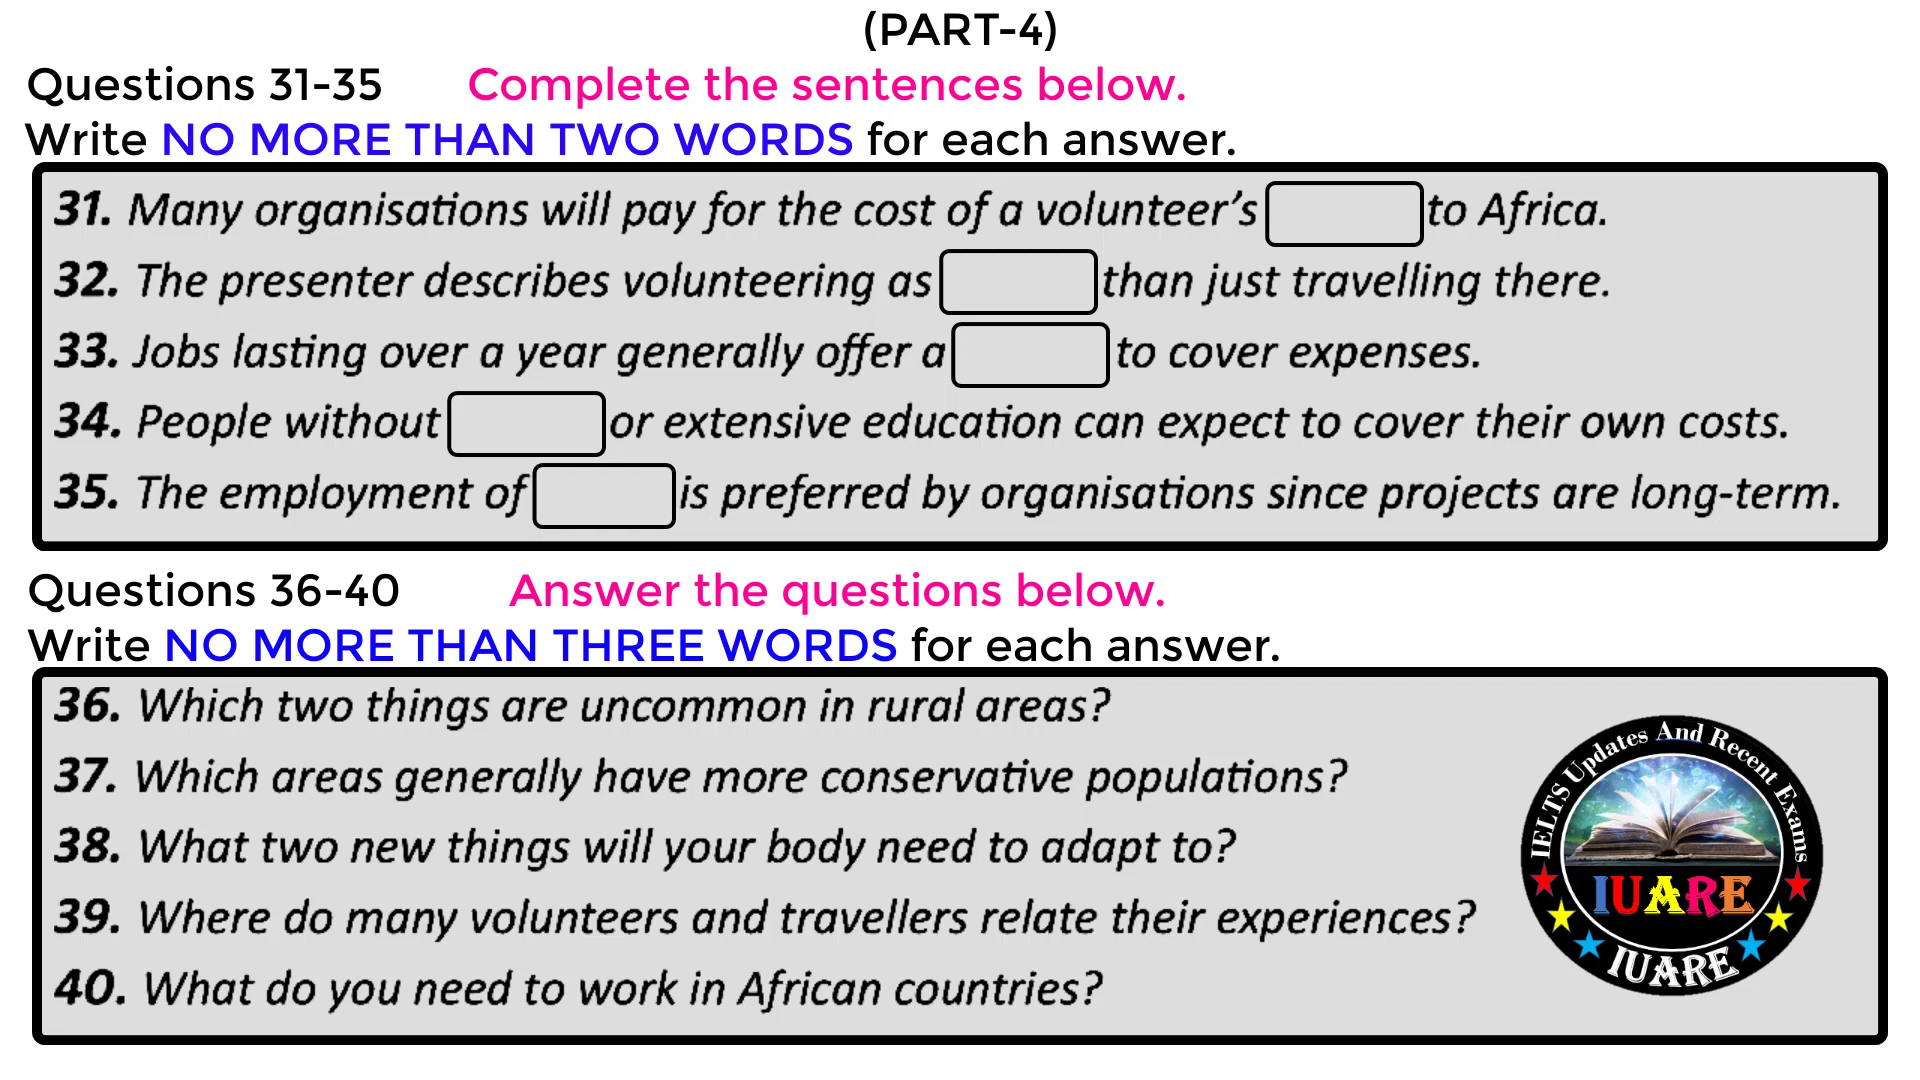 (PART-4)
Questions 31-35 Complete the sentences below.
Write NO MORE THAN TWO WORDS for each answer.
31. Many organisations will pay for the cost of a volunteer's to Africa.
32. The presenter describes volunteering as than just travelling there.
33. Jobs lasting over a year generally offer a to cover expenses.
34. People without or extensive education can expect to cover their own costs.
35. The employment of is preferred by organisations since projects are long-term.
Questions 36-40 Answer the questions below.
Write NO MORE THAN THREE WORDS for each answer.
36. Which two things are uncommon in rural areas?
37. Which areas generally have more conservative populations?
38. What two new things will your body need to adapt to?
39. Where do many volunteers and travellers relate their experiences?
40. What do you need to work in African countries?
IELTS Updates And Recent Exams
IUARE
IUARE